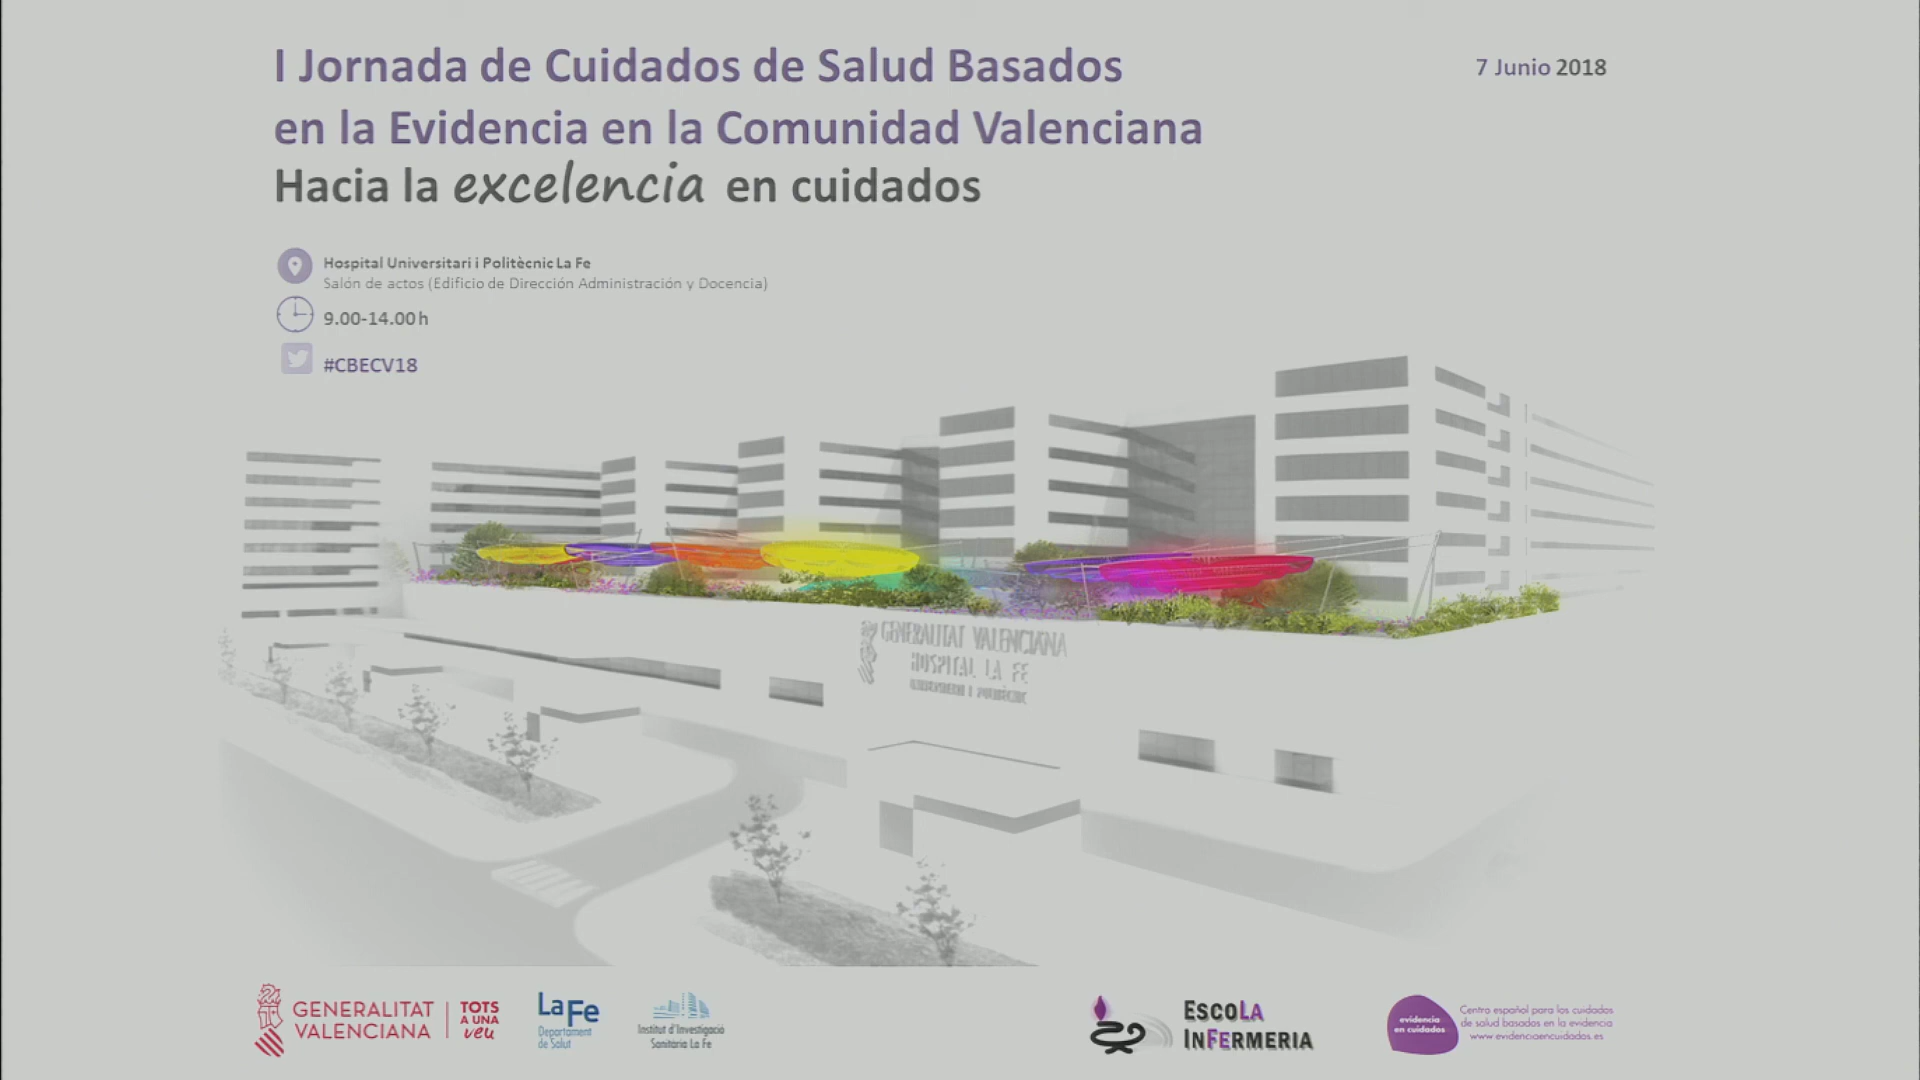 I Jornada de Cuidados de Salud Basados
en la Evidencia en la Comunidad Valenciana
Hacia la excelencia en cuidados
7 Junio 2018
Hospital Universitari i Politècnic La Fe
Salón de actos (Edificio de Dirección Administración y Docencia)
9.00-14.00 h
#CBECV18
GENERALITAT VALENCIANA
HOSPITAL LA FE
UNIVERSITARI I POLITÈCNIC
GENERALITAT
VALENCIANA
TOTS
A UNA
veu
La Fe
Departament
de Salut
Institut d'Investigació
Sanitària La Fe
EscoLA
InFERMERIA
evidencia
en cuidados
Centro español para los cuidados
de salud basados en la evidencia
www.evidenciaencuidados.es